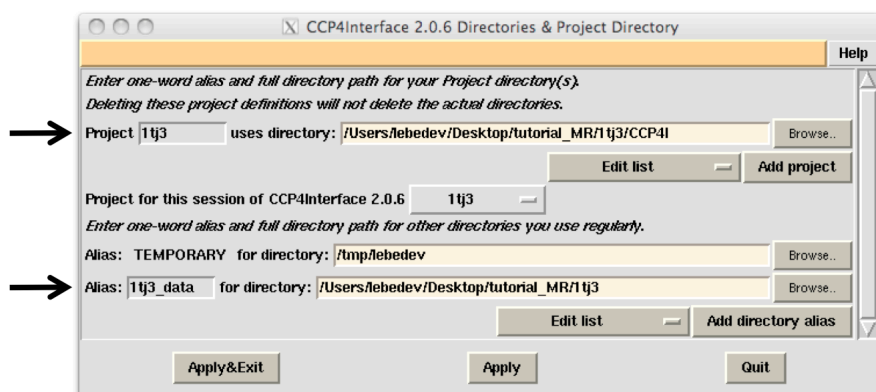 CCP4Interface 2.0.6 Directories & Project Directory
Help
Enter one-word alias and full directory path for your Project directory(s).
Deleting these project definitions will not delete the actual directories.
Project 1tj3 uses directory: /Users/lebedev/Desktop/tutorial_MR/1tj3/CCP4I Browse..
Edit list Add project
Project for this session of CCP4Interface 2.0.6 1tj3
Enter one-word alias and full directory path for other directories you use regularly.
Alias: TEMPORARY for directory: /tmp/lebedev Browse..
Alias: 1tj3_data for directory: /Users/lebedev/Desktop/tutorial_MR/1tj3 Browse..
Edit list Add directory alias
Apply&Exit Apply Quit